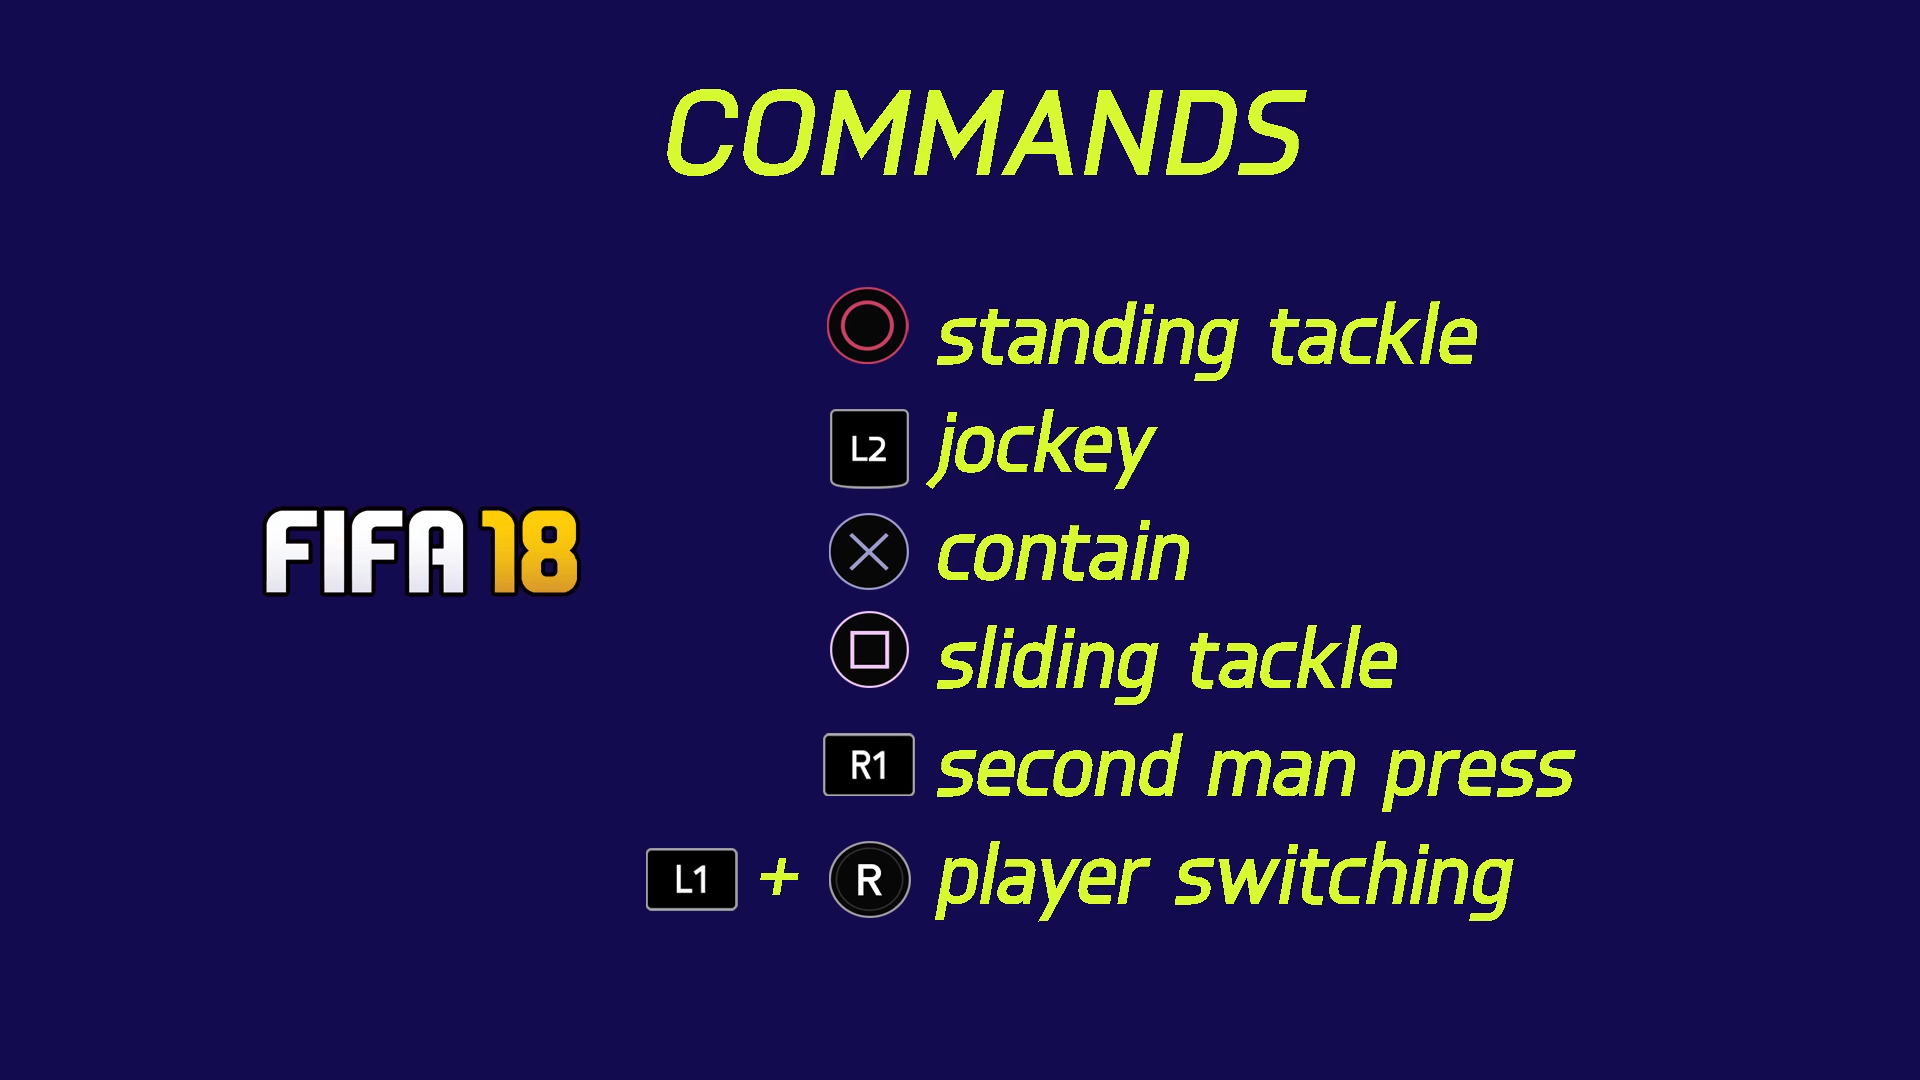 COMMANDS
standing tackle
L2 jockey
contain
sliding tackle
FIFA 18
R1 second man press
L1 + R player switching